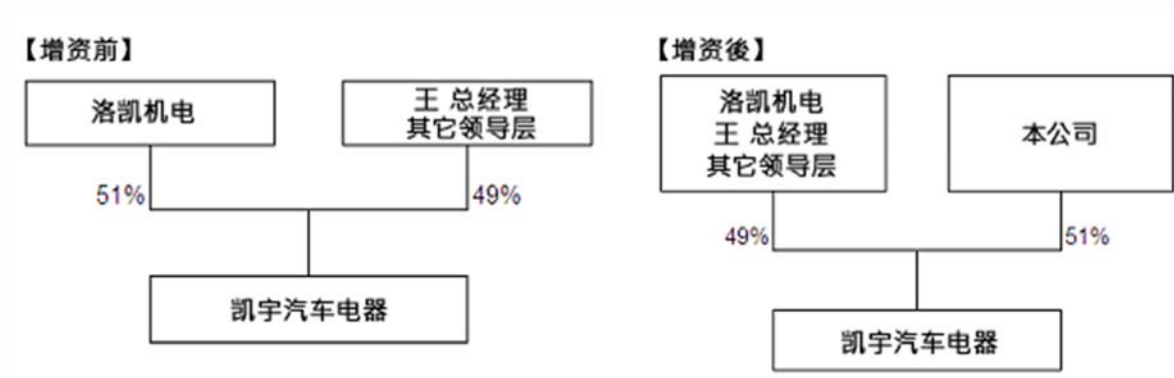 【增资前】
洛凯机电
王 总经理
其它领导层
51%
49%
凯宇汽车电器
【增资後】
洛凯机电
王 总经理
其它领导层
本公司
49%
51%
凯宇汽车电器